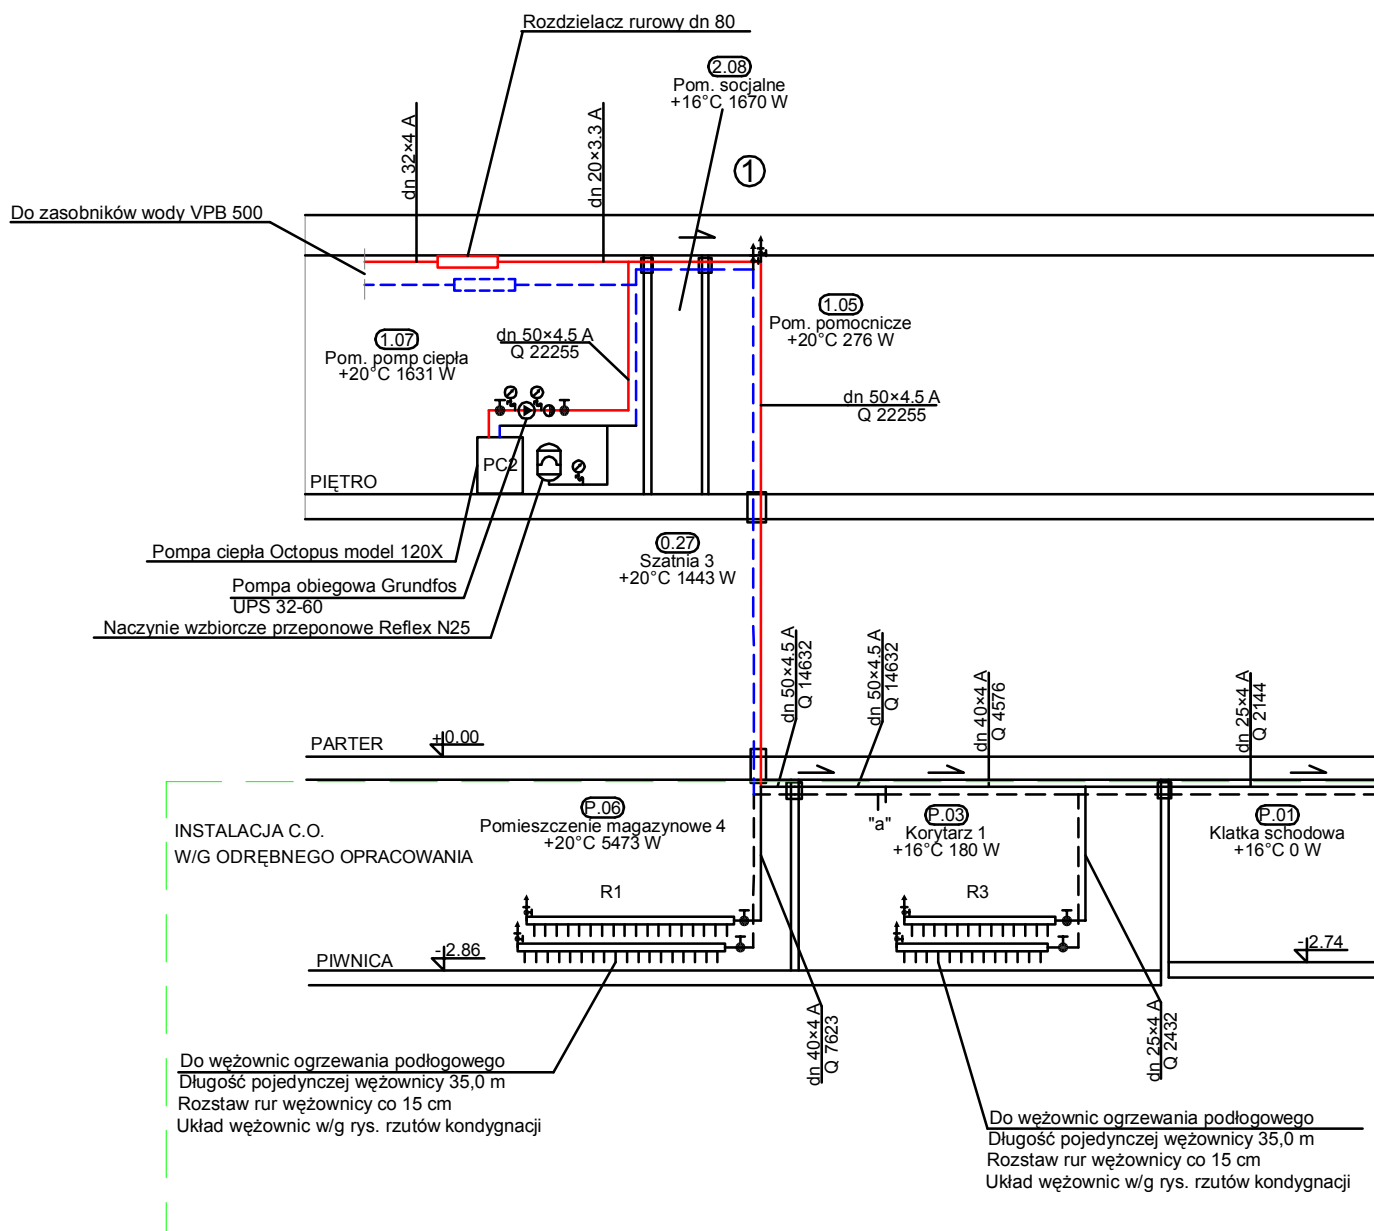 Rozdzielacz rurowy dn 80
2.08
Pom. socjalne
+16°C 1670 W
dn 32×4 A
dn 20×3.3 A
1
Do zasobników wody VPB 500
1.07
Pom. pomp ciepła
+20°C 1631 W
dn 50×4.5 A
Q 22255
1.05
Pom. pomocnicze
+20°C 276 W
dn 50×4.5 A
Q 22255
PC2
PIĘTRO
Pompa ciepła Octopus model 120X
Pompa obiegowa Grundfos
UPS 32-60
Naczynie wzbiorcze przeponowe Reflex N25
0.27
Szatnia 3
+20°C 1443 W
dn 50×4.5 A
Q 14632
dn 50×4.5 A
Q 14632
dn 40×4 A
Q 4576
dn 25×4 A
Q 2144
PARTER
+0.00
INSTALACJA C.O.
W/G ODRĘBNEGO OPRACOWANIA
P.06
Pomieszczenie magazynowe 4
+20°C 5473 W
"a"
P.03
Korytarz 1
+16°C 180 W
P.01
Klatka schodowa
+16°C 0 W
R1
R3
PIWNICA
-2.86
-2.74
dn 40×4 A
Q 7623
dn 25×4 A
Q 2432
Do wężownic ogrzewania podłogowego
Długość pojedynczej wężownicy 35,0 m
Rozstaw rur wężownicy co 15 cm
Układ wężownic w/g rys. rzutów kondygnacji
Do wężownic ogrzewania podłogowego
Długość pojedynczej wężownicy 35,0 m
Rozstaw rur wężownicy co 15 cm
Układ wężownic w/g rys. rzutów kondygnacji